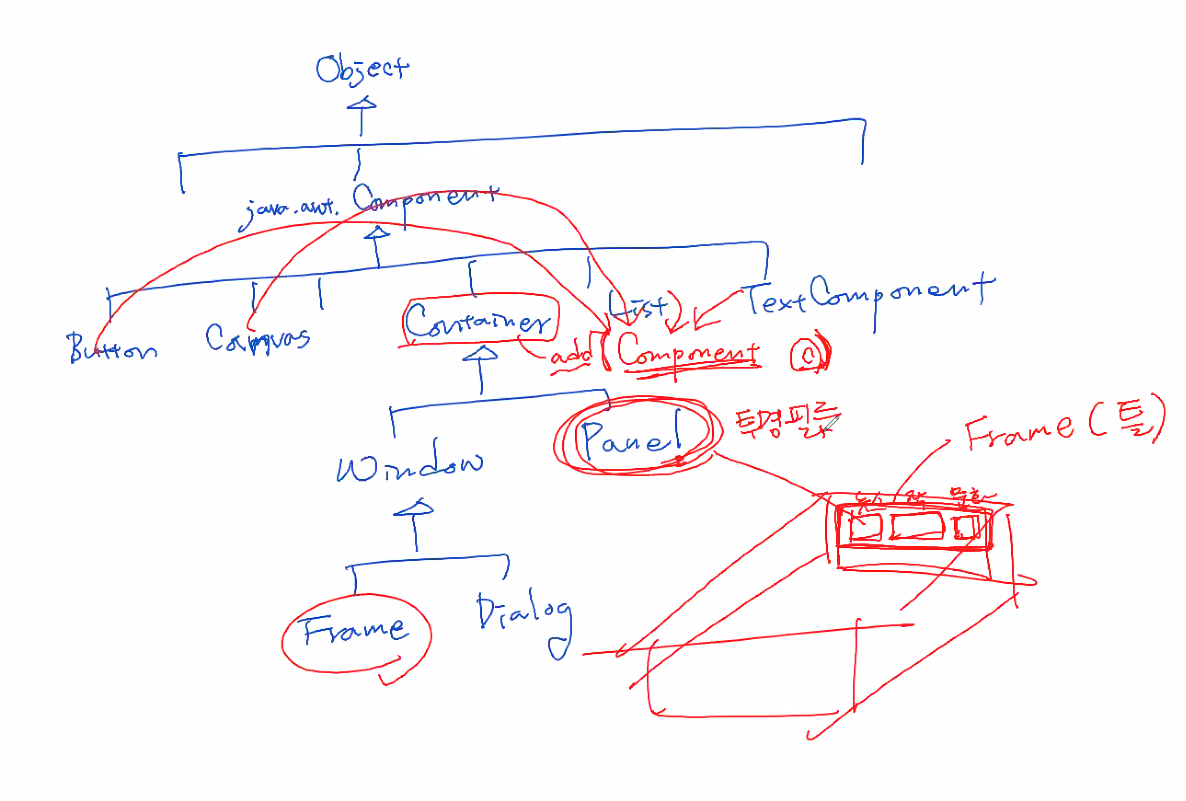 Object
java.awt. Component
Button
Canvas
Container
List
TextComponent
add (Component c)
Window
Panel
투명필름
Frame (틀)
Frame
Dialog